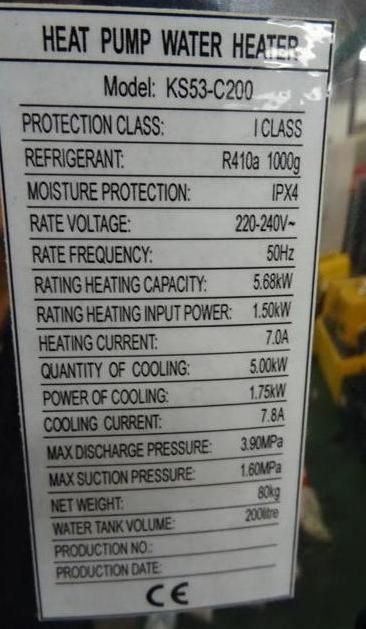 HEAT PUMP WATER HEATER
Model: KS53-C200
PROTECTION CLASS: I CLASS
REFRIGERANT: R410a 1000g
MOISTURE PROTECTION: IPX4
RATE VOLTAGE: 220-240V~
RATE FREQUENCY: 50Hz
RATING HEATING CAPACITY: 5.68kW
RATING HEATING INPUT POWER: 1.50kW
HEATING CURRENT: 7.0A
QUANTITY OF COOLING: 5.00kW
POWER OF COOLING: 1.75kW
COOLING CURRENT: 7.8A
MAX DISCHARGE PRESSURE: 3.90MPa
MAX SUCTION PRESSURE: 1.60MPa
NET WEIGHT: 80kg
WATER TANK VOLUME: 200litre
PRODUCTION NO.:
PRODUCTION DATE:
CE